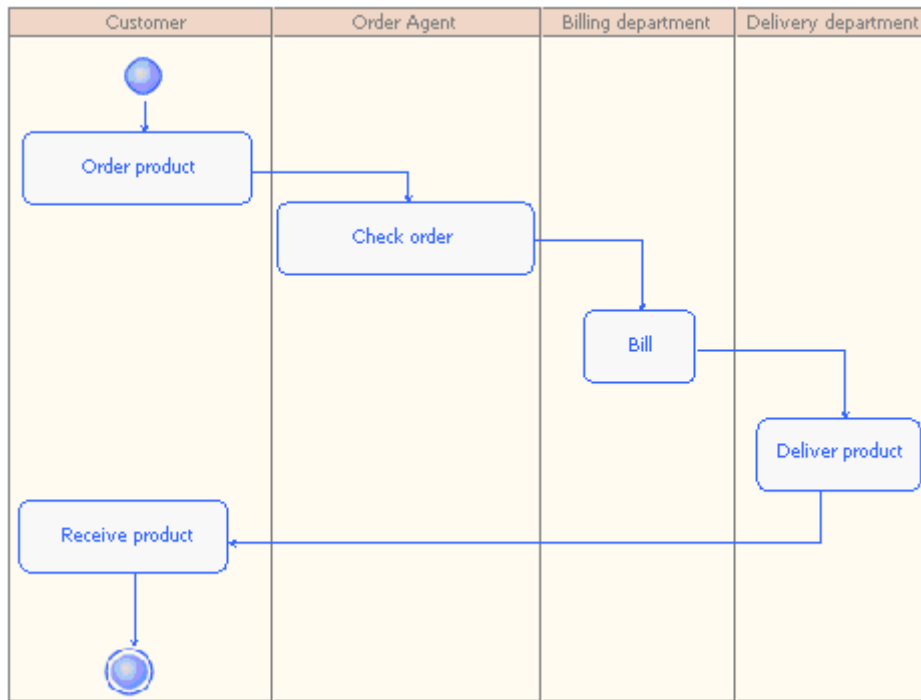 Customer
Order Agent
Billing department
Delivery department
Order product
Check order
Bill
Deliver product
Receive product